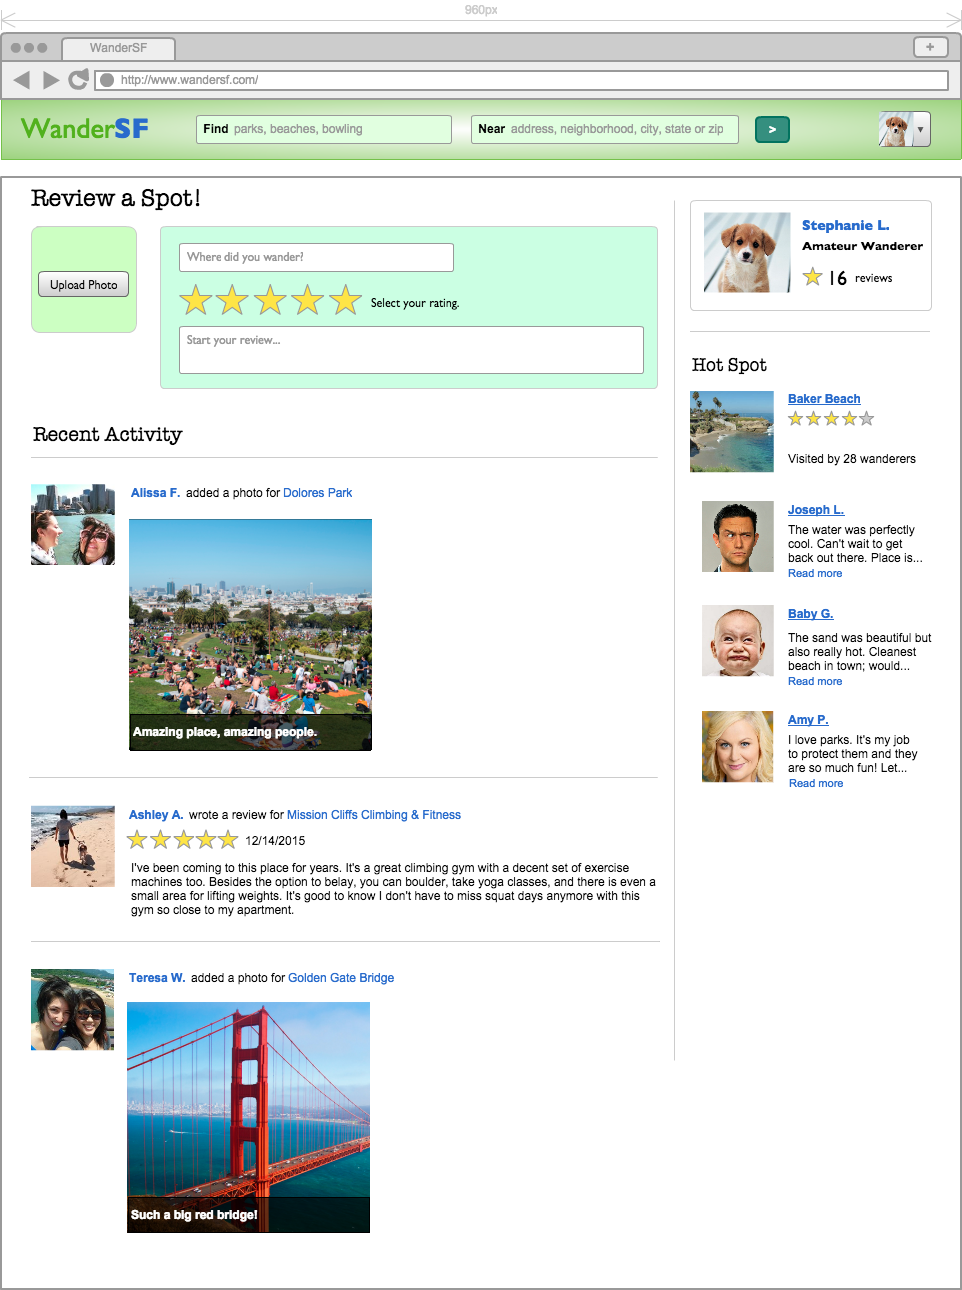 960px
WanderSF
+
http://www.wandersf.com/
WanderSF
Find parks, beaches, bowling
Near address, neighborhood, city, state or zip
>
Review a Spot!
Upload Photo
Where did you wander?
Select your rating.
Start your review...
Stephanie L.
Amateur Wanderer
16 reviews
Hot Spot
Baker Beach
Visited by 28 wanderers
Joseph L.
The water was perfectly
cool. Can't wait to get
back out there. Place is...
Read more
Baby G.
The sand was beautiful but
also really hot. Cleanest
beach in town; would...
Read more
Amy P.
I love parks. It's my job
to protect them and they
are so much fun! Let...
Read more
Recent Activity
Alissa F. added a photo for Dolores Park
Amazing place, amazing people.
Ashley A. wrote a review for Mission Cliffs Climbing & Fitness
12/14/2015
I've been coming to this place for years. It's a great climbing gym with a decent set of exercise
machines too. Besides the option to belay, you can boulder, take yoga classes, and there is even a
small area for lifting weights. It's good to know I don't have to miss squat days anymore with this
gym so close to my apartment.
Teresa W. added a photo for Golden Gate Bridge
Such a big red bridge!